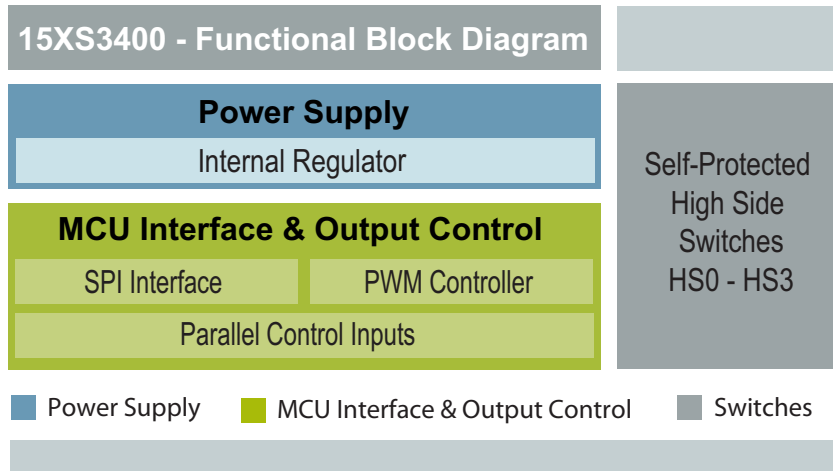 15XS3400 - Functional Block Diagram
Power Supply
Internal Regulator
MCU Interface & Output Control
SPI Interface
PWM Controller
Parallel Control Inputs
Self-Protected
High Side
Switches
HS0 - HS3
Power Supply
MCU Interface & Output Control
Switches